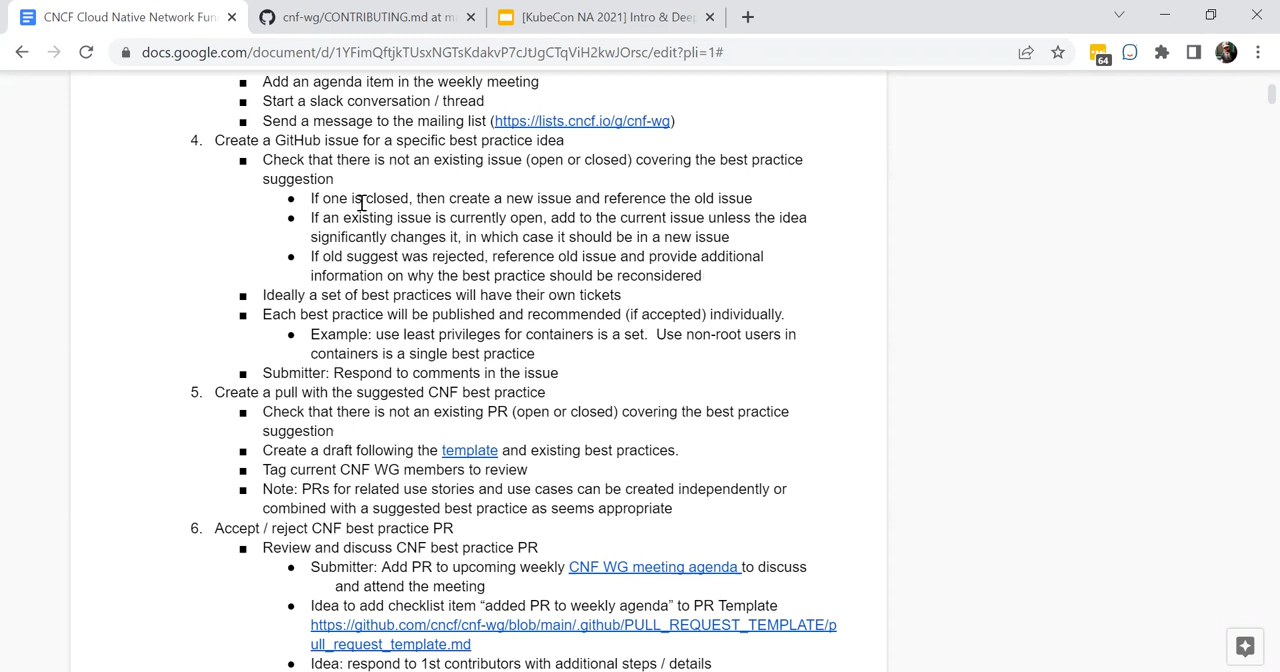 CNCF Cloud Native Network Fun
cnf-wg/CONTRIBUTING.md at ma
[KubeCon NA 2021] Intro & Deep
docs.google.com/document/d/1YFimQftjkTUsxNGTsKdakvP7cJtJgCTqViH2kwJOrsc/edit?pli=1#
64
■ Add an agenda item in the weekly meeting
■ Start a slack conversation / thread
■ Send a message to the mailing list (https://lists.cncf.io/g/cnf-wg)
4. Create a GitHub issue for a specific best practice idea
■ Check that there is not an existing issue (open or closed) covering the best practice
suggestion
● If one is closed, then create a new issue and reference the old issue
● If an existing issue is currently open, add to the current issue unless the idea
significantly changes it, in which case it should be in a new issue
● If old suggest was rejected, reference old issue and provide additional
information on why the best practice should be reconsidered
■ Ideally a set of best practices will have their own tickets
■ Each best practice will be published and recommended (if accepted) individually.
● Example: use least privileges for containers is a set.  Use non-root users in
containers is a single best practice
■ Submitter: Respond to comments in the issue
5. Create a pull with the suggested CNF best practice
■ Check that there is not an existing PR (open or closed) covering the best practice
suggestion
■ Create a draft following the template and existing best practices.
■ Tag current CNF WG members to review
■ Note: PRs for related use stories and use cases can be created independently or
combined with a suggested best practice as seems appropriate
6. Accept / reject CNF best practice PR
■ Review and discuss CNF best practice PR
● Submitter: Add PR to upcoming weekly CNF WG meeting agenda to discuss
and attend the meeting
● Idea to add checklist item “added PR to weekly agenda” to PR Template
https://github.com/cncf/cnf-wg/blob/main/.github/PULL_REQUEST_TEMPLATE/p
ull_request_template.md
● Idea: respond to 1st contributors with additional steps / details